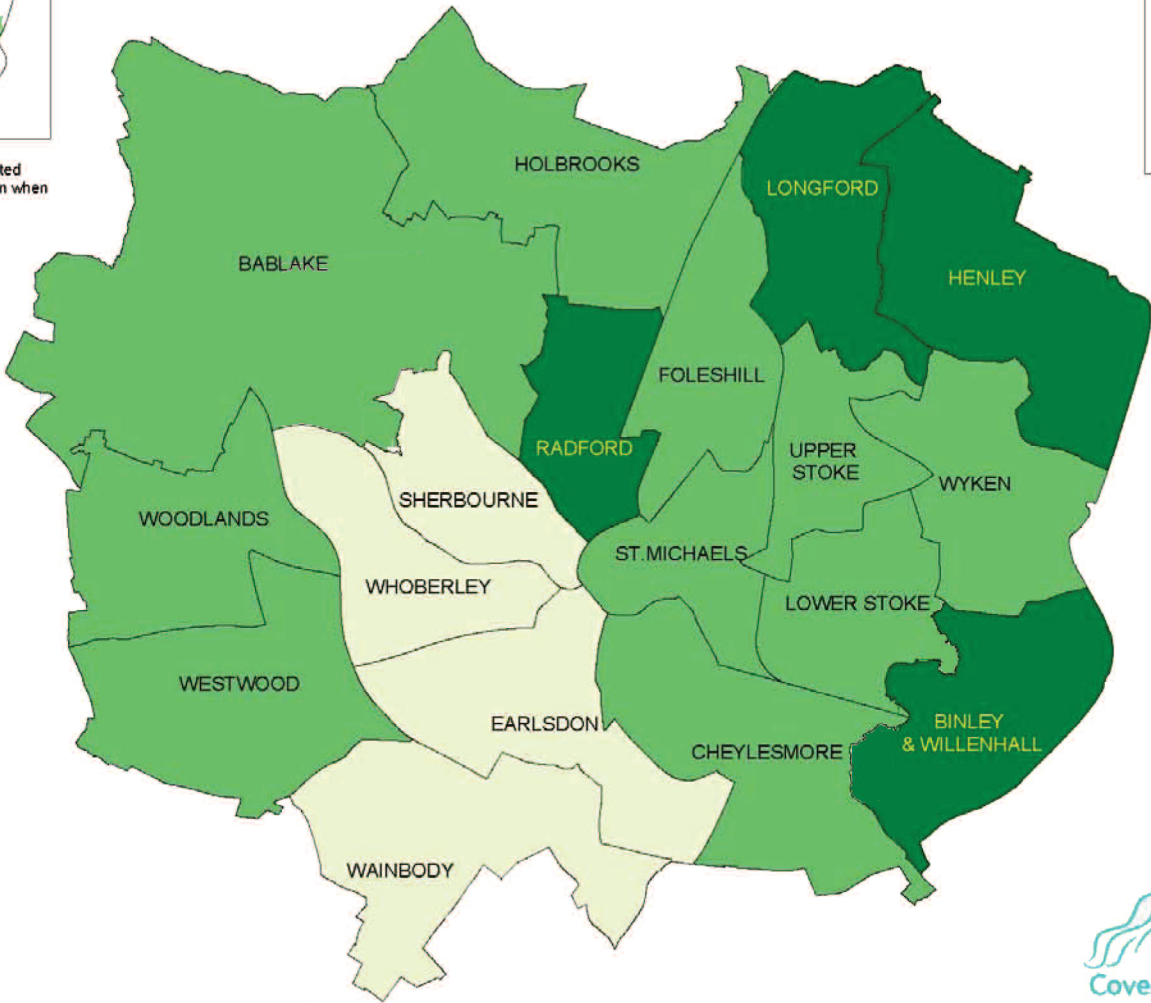 ted
n when
HOLBROOKS
LONGFORD
BABLAKE
HENLEY
FOLESHILL
RADFORD
UPPER
STOKE
WYKEN
SHERBOURNE
WOODLANDS
ST.MICHAELS
WHOBERLEY
LOWER STOKE
WESTWOOD
EARLSDON
BINLEY
& WILLENHALL
CHEYLESMORE
WAINBODY
Cove